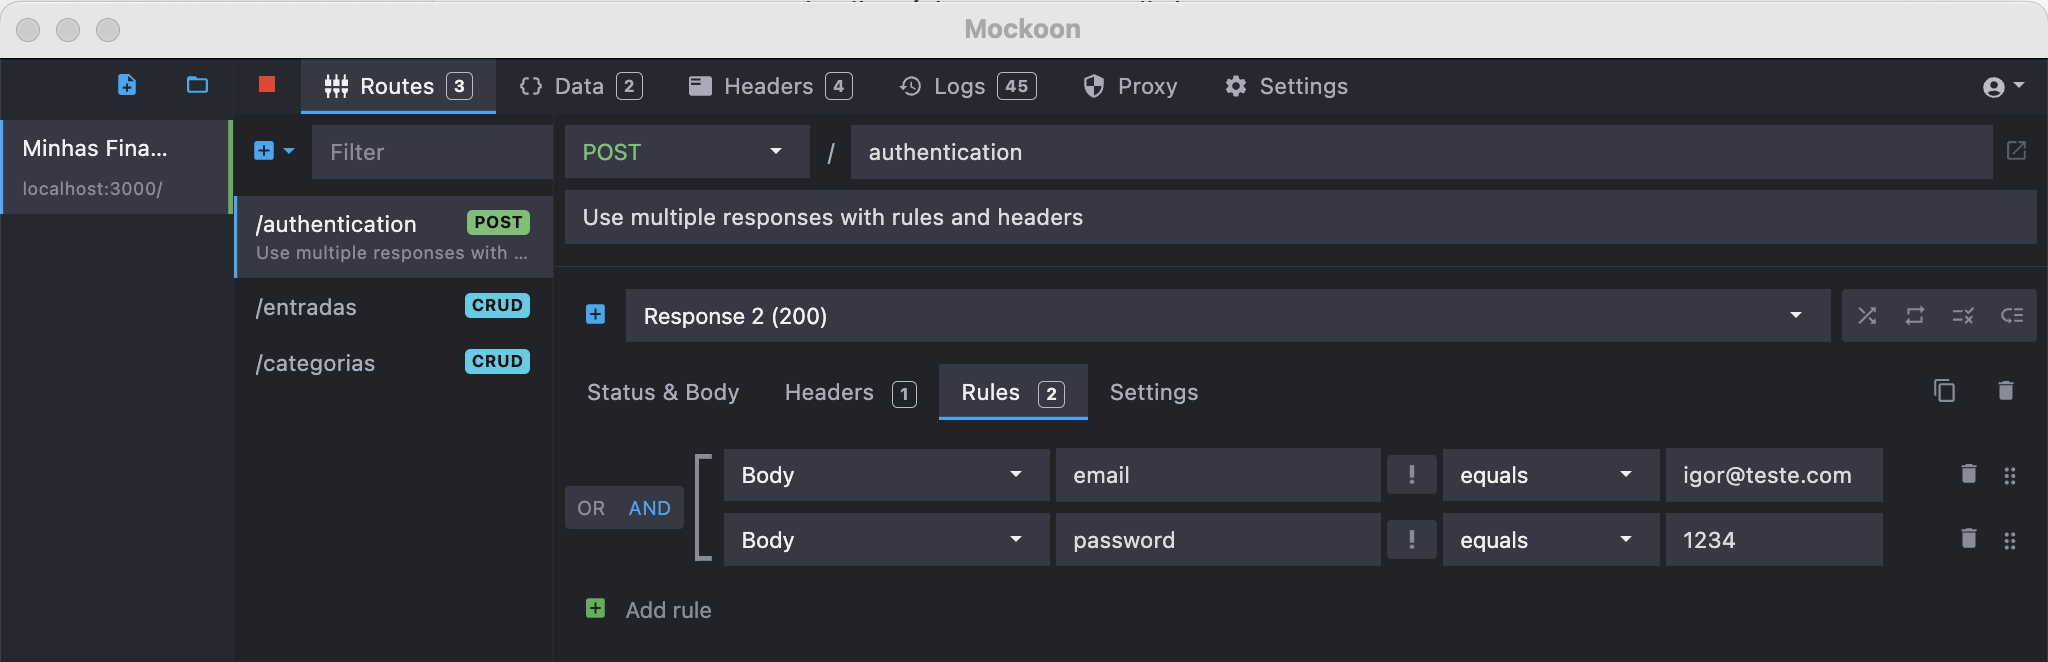 Mockoon
Routes 3
Data 2
Headers 4
Logs 45
Proxy
Settings
Minhas Fina...
localhost:3000/
Filter
/authentication POST
Use multiple responses with ...
/entradas CRUD
/categorias CRUD
POST / authentication
Use multiple responses with rules and headers
Response 2 (200)
Status & Body
Headers 1
Rules 2
Settings
OR AND
Body email ! equals igor@teste.com
Body password ! equals 1234
Add rule